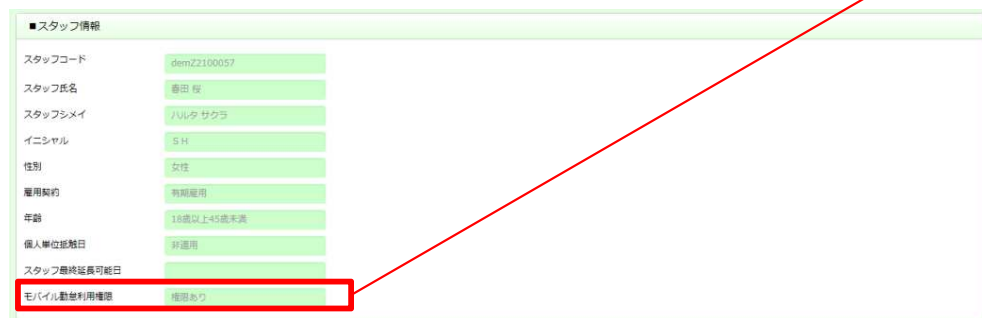 ■スタッフ情報
スタッフコード demZ2100057
スタッフ氏名 春田 桜
スタッフシメイ ハルタ サクラ
イニシャル S H
性別 女性
雇用契約 有期雇用
年齢 18歳以上45歳未満
個人単位抵触日 非適用
スタッフ最終延長可能日
モバイル勤怠利用権限 権限あり